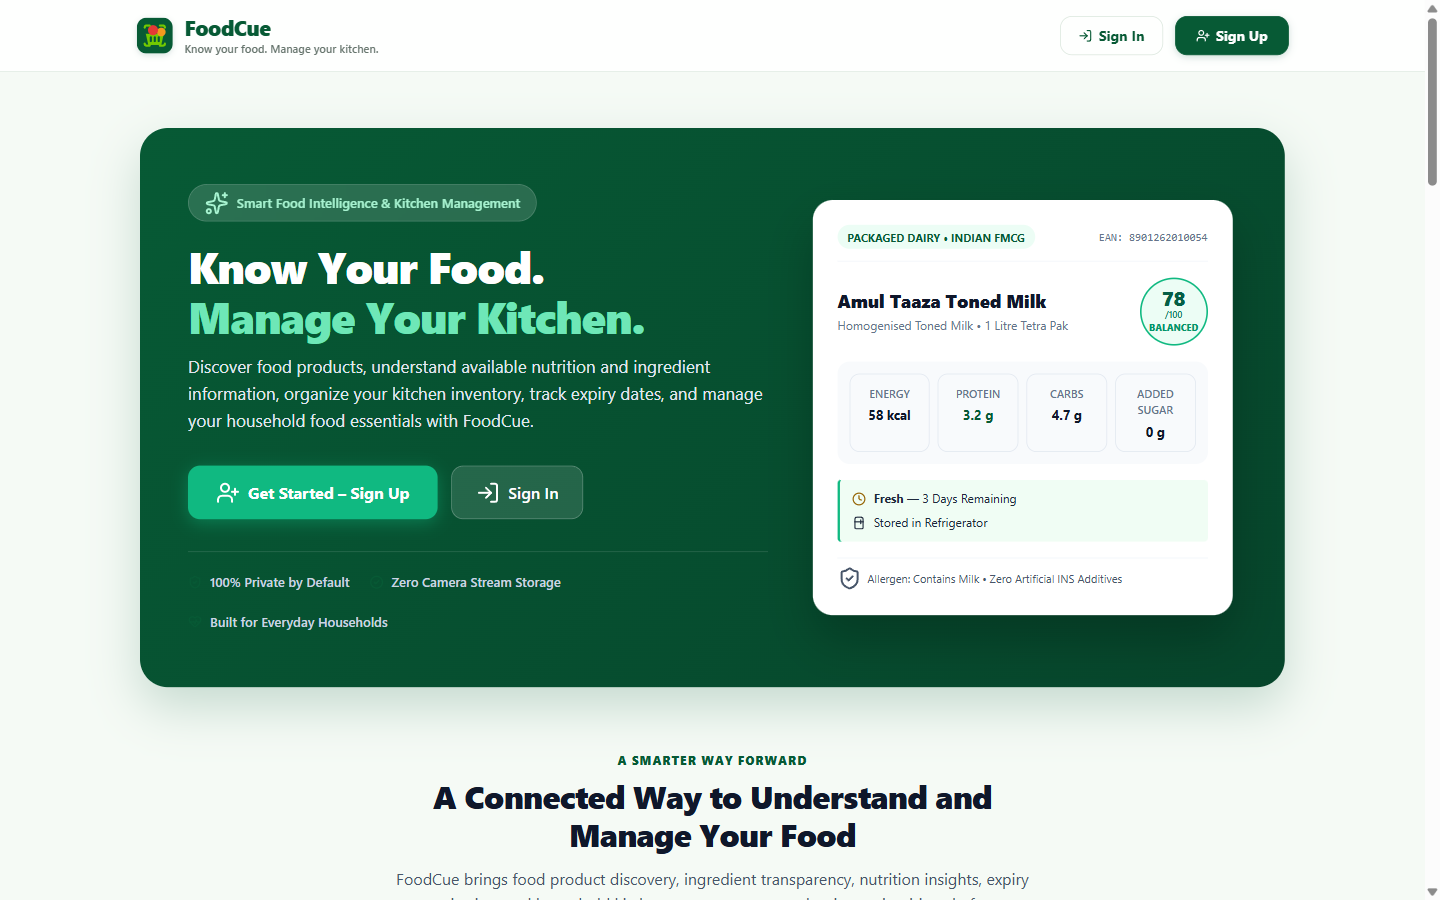 FoodCue
Know your food. Manage your kitchen.
Sign In
Sign Up
Smart Food Intelligence & Kitchen Management
Know Your Food.
Manage Your Kitchen.
Discover food products, understand available nutrition and ingredient
information, organize your kitchen inventory, track expiry dates, and manage
your household food essentials with FoodCue.
Get Started – Sign Up
Sign In
100% Private by Default
Zero Camera Stream Storage
Built for Everyday Households
PACKAGED DAIRY • INDIAN FMCG
EAN: 8901262010054
Amul Taaza Toned Milk
Homogenised Toned Milk • 1 Litre Tetra Pak
78
/100
BALANCED
ENERGY
58 kcal
PROTEIN
3.2 g
CARBS
4.7 g
ADDED
SUGAR
0 g
Fresh — 3 Days Remaining
Stored in Refrigerator
Allergen: Contains Milk • Zero Artificial INS Additives
A SMARTER WAY FORWARD
A Connected Way to Understand and
Manage Your Food
FoodCue brings food product discovery, ingredient transparency, nutrition insights, expiry